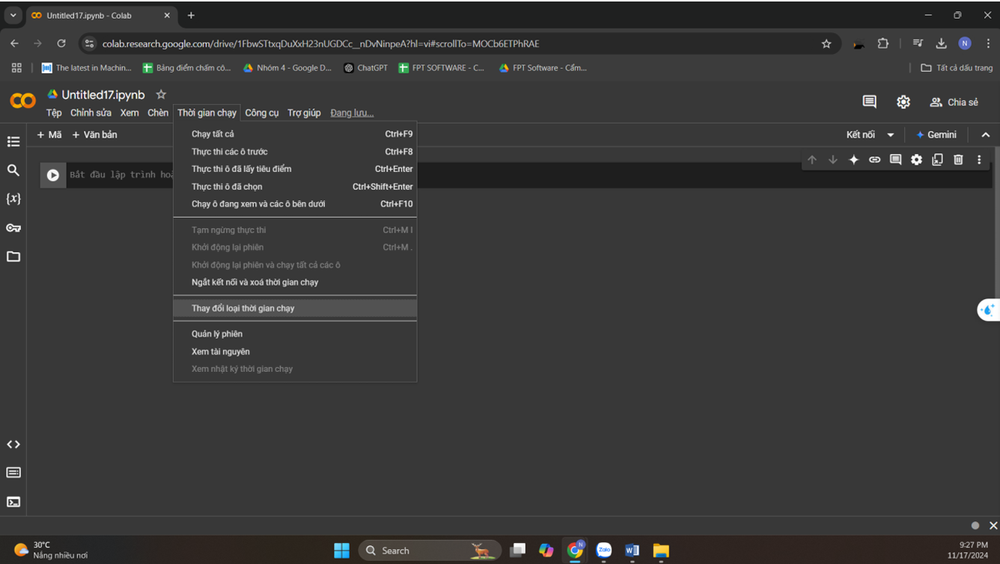 Untitled17.ipynb - Colab
colab.research.google.com/drive/1FbwSTtxqDuXxH23nUGDCc__nDvNinpeA?hl=vi#scrollTo=MOCb6ETPhRAE
N
The latest in Machin...
Bảng điểm chấm cô...
Nhóm 4 - Google D...
ChatGPT
FPT SOFTWARE - C...
FPT Software - Cẩm...
Tất cả dấu trang
Untitled17.ipynb
Tệp Chỉnh sửa Xem Chèn Thời gian chạy Công cụ Trợ giúp Đang lưu...
Chia sẻ
+ Mã + Văn bản
Kết nối
Gemini
Bắt đầu lập trình
Chạy tất cả Ctrl+F9
Thực thi các ô trước Ctrl+F8
Thực thi ô đã lấy tiêu điểm Ctrl+Enter
Thực thi ô đã chọn Ctrl+Shift+Enter
Chạy ô đang xem và các ô bên dưới Ctrl+F10
Tạm ngừng thực thi Ctrl+M I
Khởi động lại phiên Ctrl+M .
Khởi động lại phiên và chạy tất cả các ô
Ngắt kết nối và xoá thời gian chạy
Thay đổi loại thời gian chạy
Quản lý phiên
Xem tài nguyên
Xem nhật ký thời gian chạy
30°C
Nắng nhiều nơi
Search
N
Zalo
9:27 PM
11/17/2024